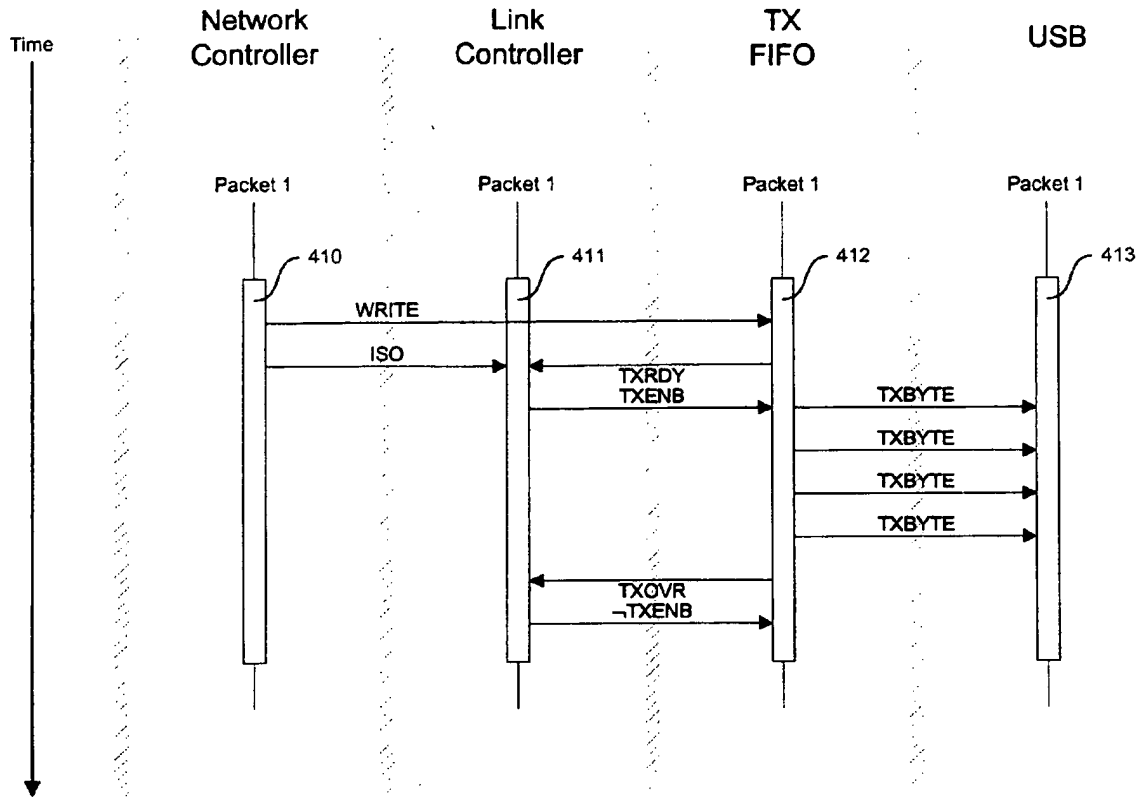 Time
Network
Controller
Link
Controller
TX
FIFO
USB
Packet 1
Packet 1
Packet 1
Packet 1
410
411
412
413
WRITE
ISO
TXRDY
TXENB
TXBYTE
TXBYTE
TXBYTE
TXBYTE
TXOVR
¬TXENB